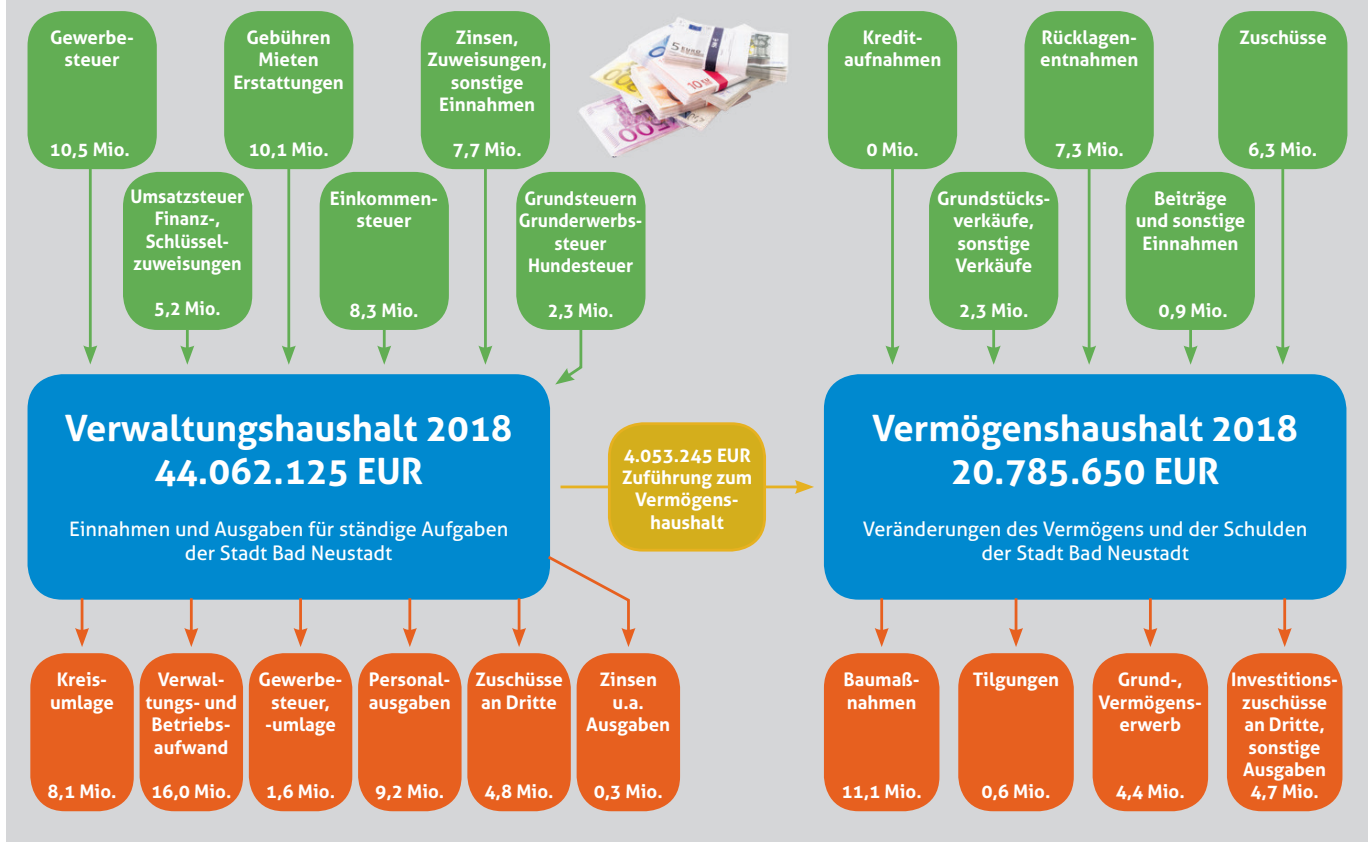 Gewerbe-
steuer
10,5 Mio.
Gebühren
Mieten
Erstattungen
10,1 Mio.
Zinsen,
Zuweisungen,
sonstige
Einnahmen
7,7 Mio.
5 EURO
10
500
Kredit-
aufnahmen
0 Mio.
Rücklagen-
entnahmen
7,3 Mio.
Zuschüsse
6,3 Mio.
Umsatzsteuer
Finanz-,
Schlüssel-
zuweisungen
5,2 Mio.
Einkommen-
steuer
8,3 Mio.
Grundsteuern
Grunderwerbs-
steuer
Hundesteuer
2,3 Mio.
Grundstücks-
verkäufe,
sonstige
Verkäufe
2,3 Mio.
Beiträge
und sonstige
Einnahmen
0,9 Mio.
Verwaltungshaushalt 2018
44.062.125 EUR
Einnahmen und Ausgaben für ständige Aufgaben
der Stadt Bad Neustadt
4.053.245 EUR
Zuführung zum
Vermögens-
haushalt
Vermögenshaushalt 2018
20.785.650 EUR
Veränderungen des Vermögens und der Schulden
der Stadt Bad Neustadt
Kreis-
umlage
8,1 Mio.
Verwal-
tungs- und
Betriebs-
aufwand
16,0 Mio.
Gewerbe-
steuer,
-umlage
1,6 Mio.
Personal-
ausgaben
9,2 Mio.
Zuschüsse
an Dritte
4,8 Mio.
Zinsen
u.a.
Ausgaben
0,3 Mio.
Baumaß-
nahmen
11,1 Mio.
Tilgungen
0,6 Mio.
Grund-,
Vermögens-
erwerb
4,4 Mio.
Investitions-
zuschüsse
an Dritte,
sonstige
Ausgaben
4,7 Mio.